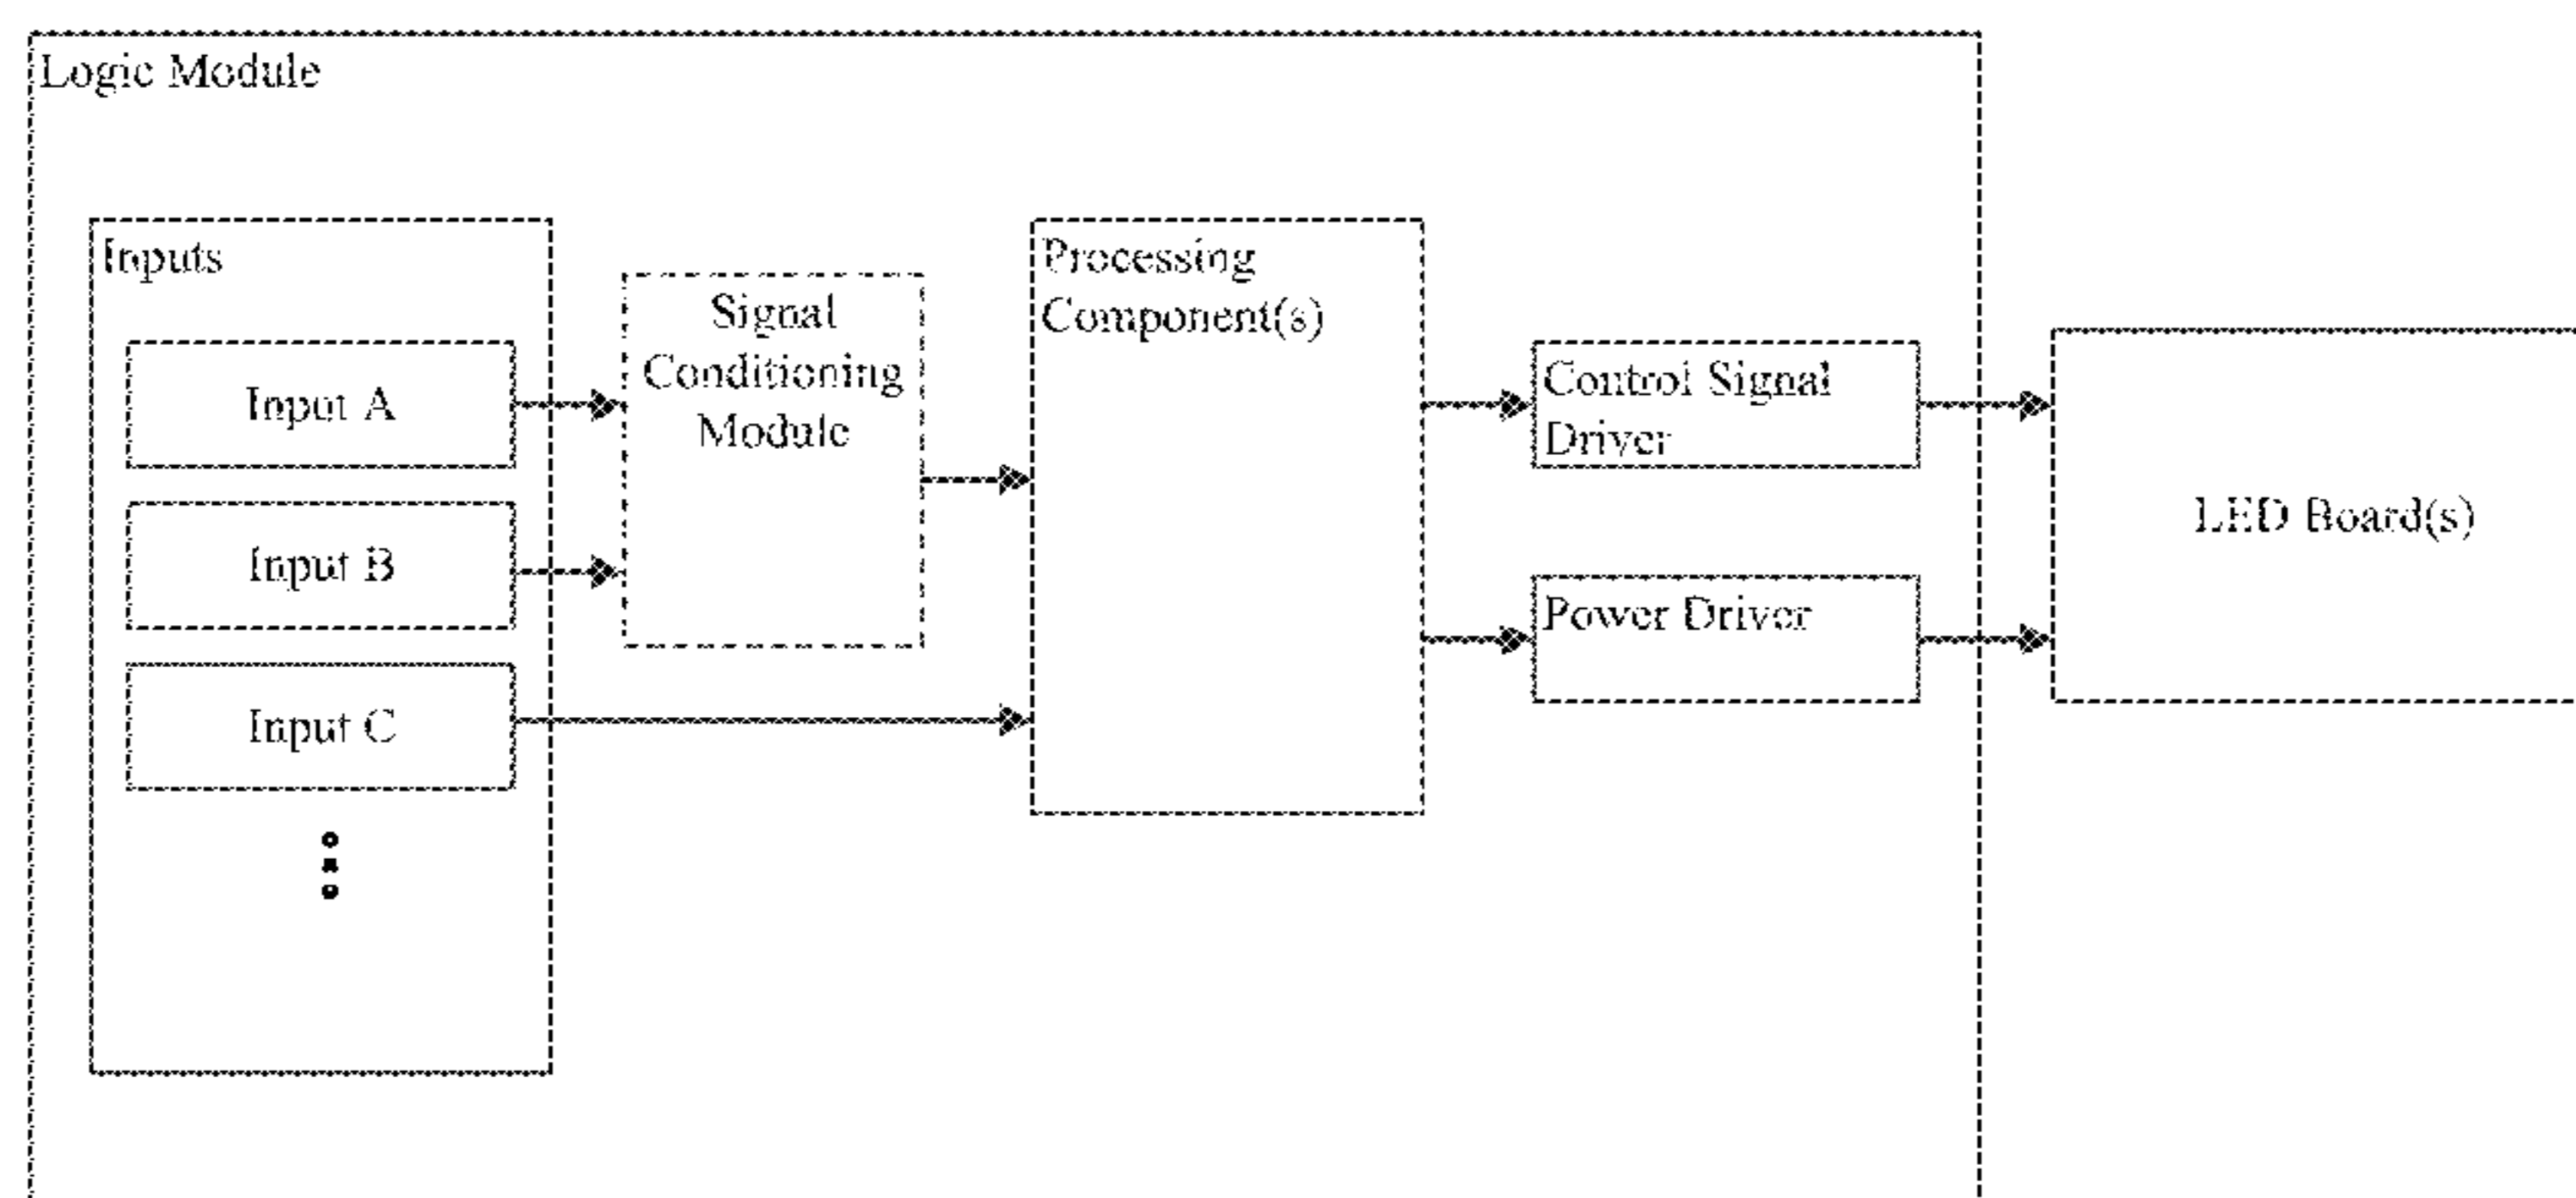 Logic Module
Inputs
Input A
Input B
Input C
Signal
Conditioning
Module
Processing
Component(s)
Control Signal
Driver
Power Driver
LED Board(s)